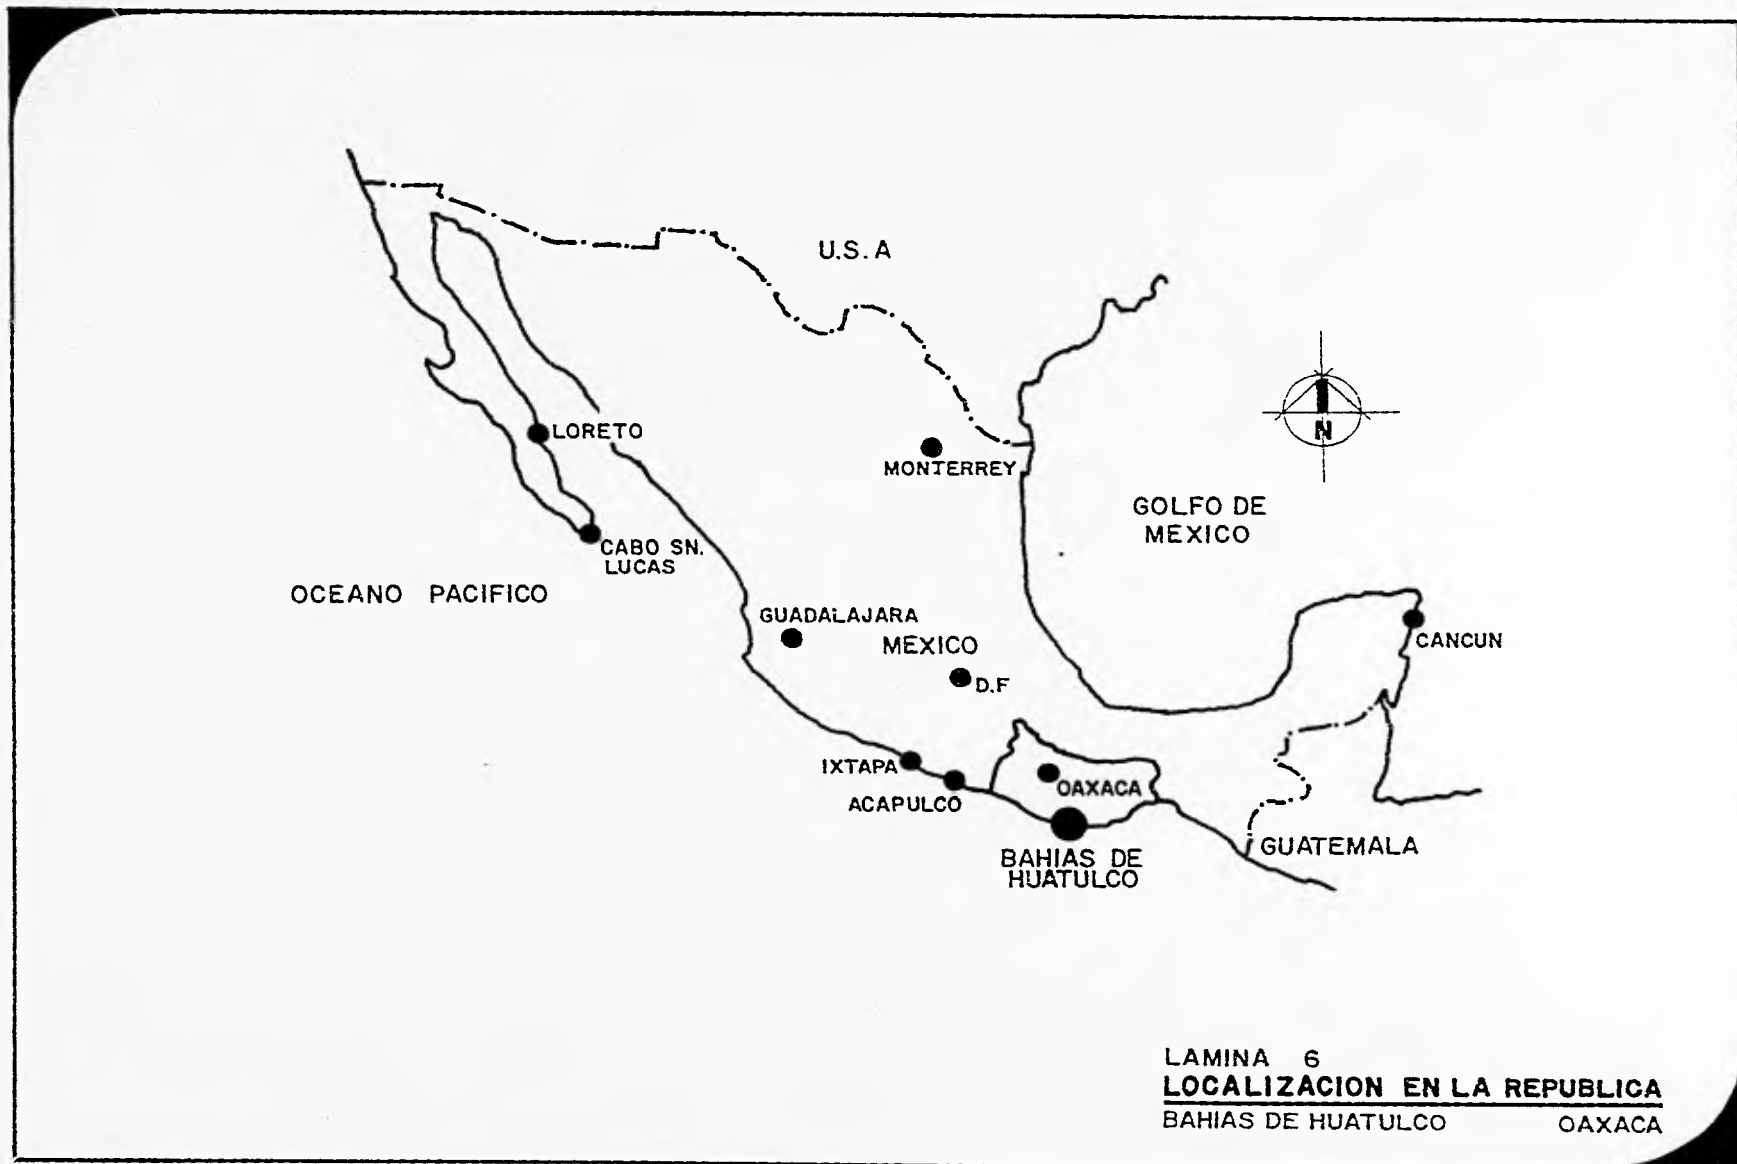 U.S.A
N
LORETO
MONTERREY
GOLFO DE
MEXICO
CABO SN.
LUCAS
OCEANO PACIFICO
GUADALAJARA
MEXICO
CANCUN
D.F
IXTAPA
OAXACA
ACAPULCO
GUATEMALA
BAHIAS DE
HUATULCO
LAMINA 6
LOCALIZACION EN LA REPUBLICA
BAHIAS DE HUATULCO OAXACA